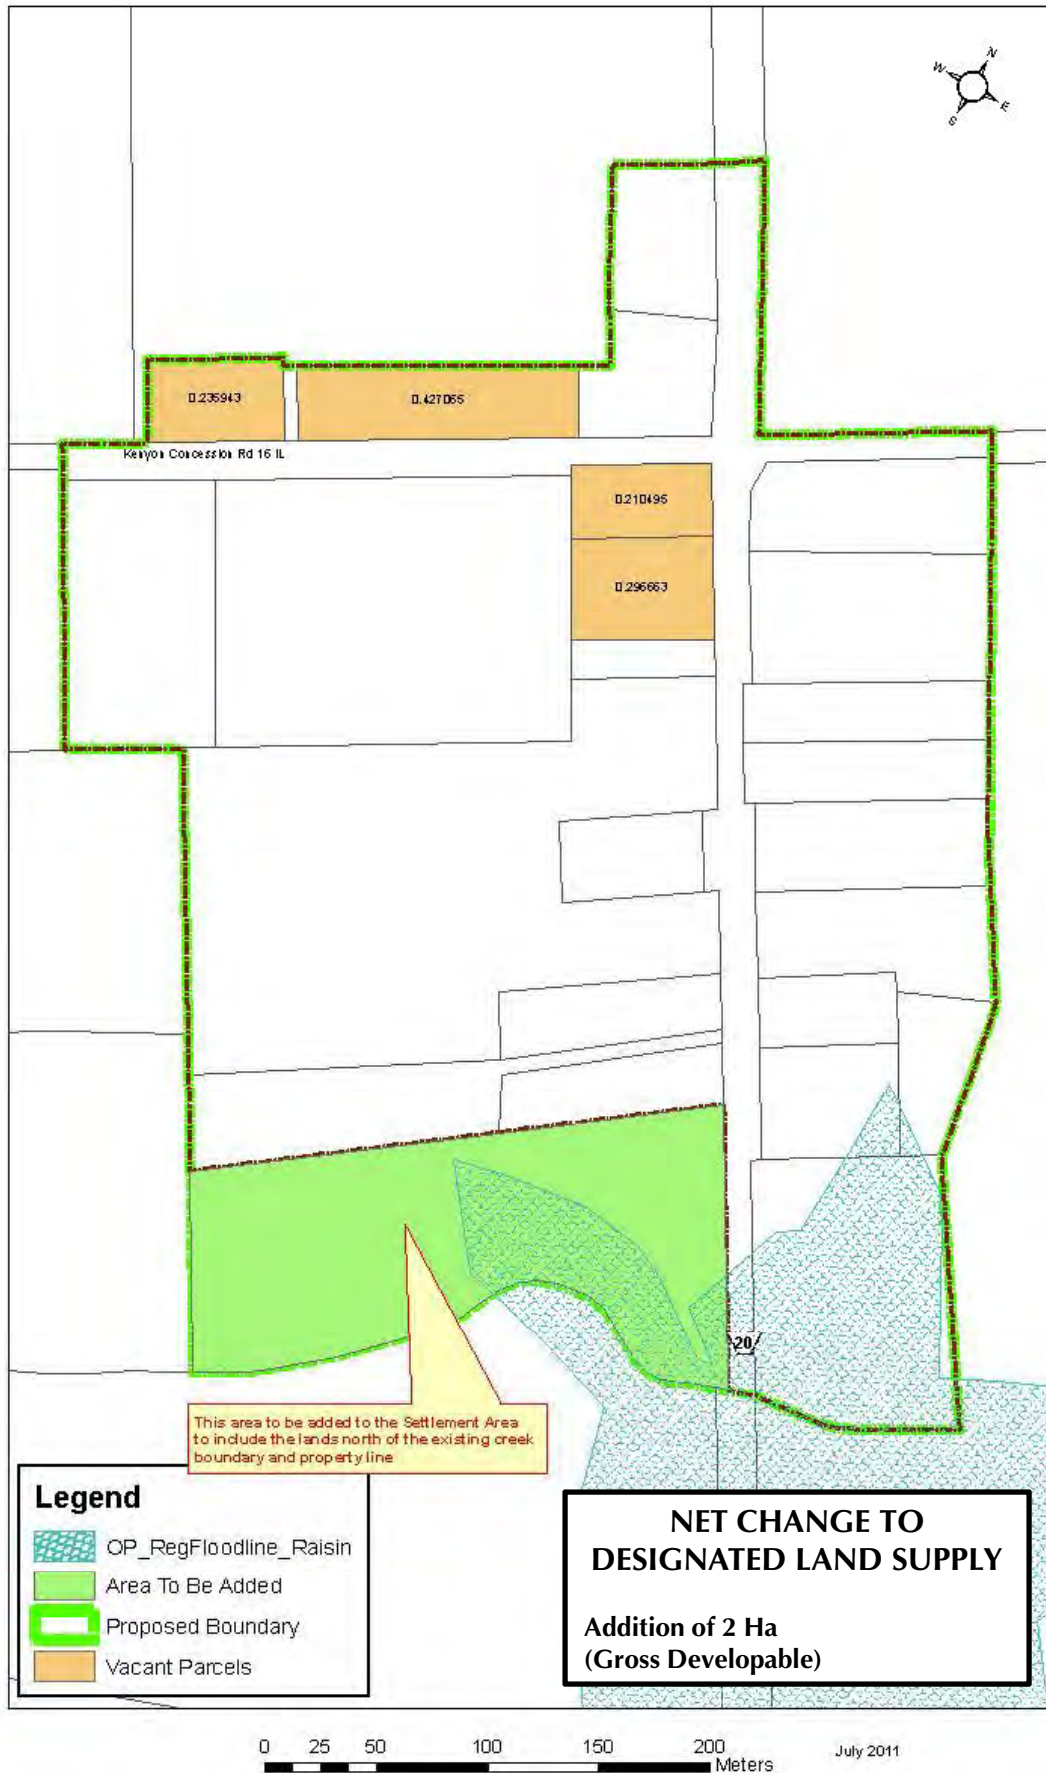 N
W
E
S
0.235943
0.427065
Kenyon Concession Rd 16 IL
0.210495
0.296663
20
This area to be added to the Settlement Area
to include the lands north of the existing creek
boundary and property line
Legend
OP_RegFloodline_Raisin
Area To Be Added
Proposed Boundary
Vacant Parcels
NET CHANGE TO
DESIGNATED LAND SUPPLY
Addition of 2 Ha
(Gross Developable)
0 25 50 100 150 200
Meters
July 2011